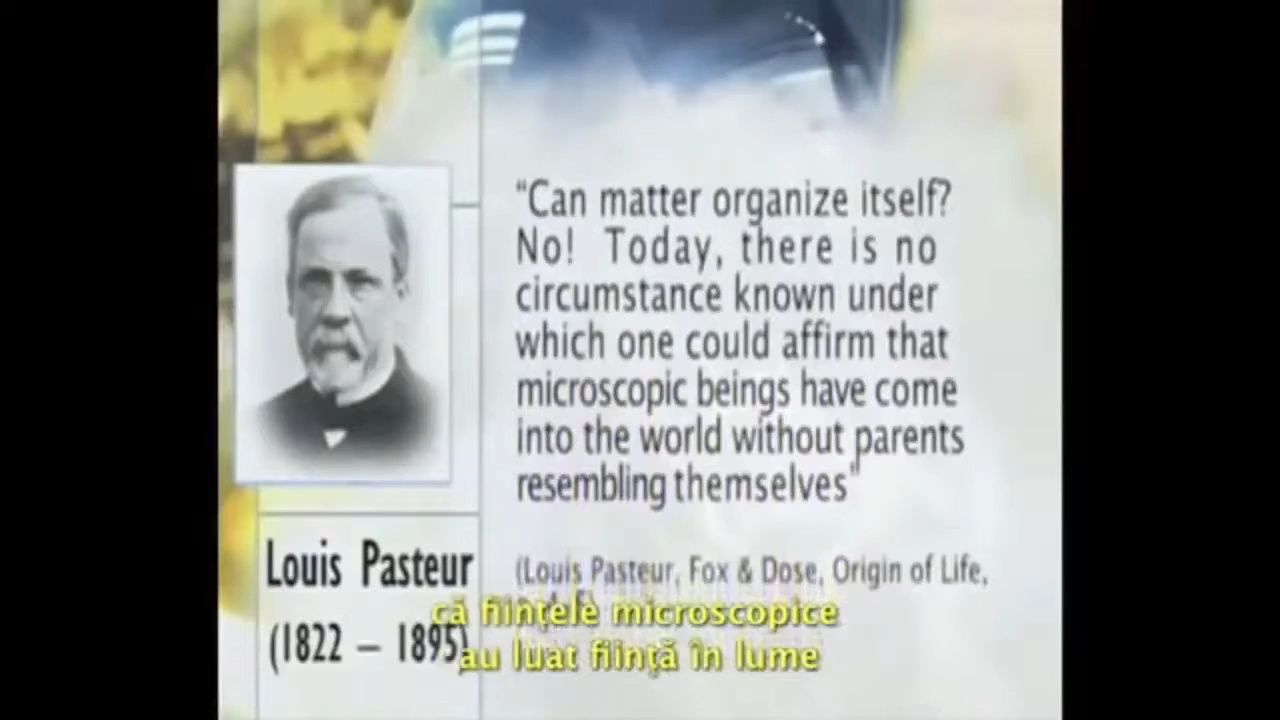 “Can matter organize itself?
No! Today, there is no
circumstance known under
which one could affirm that
microscopic beings have come
into the world without parents
resembling themselves"
(Louis Pasteur, Fox & Dose, Origin of Life,
Louis Pasteur
(1822 – 1895)
că fiinţele microscopice
au luat fiinţă în lume